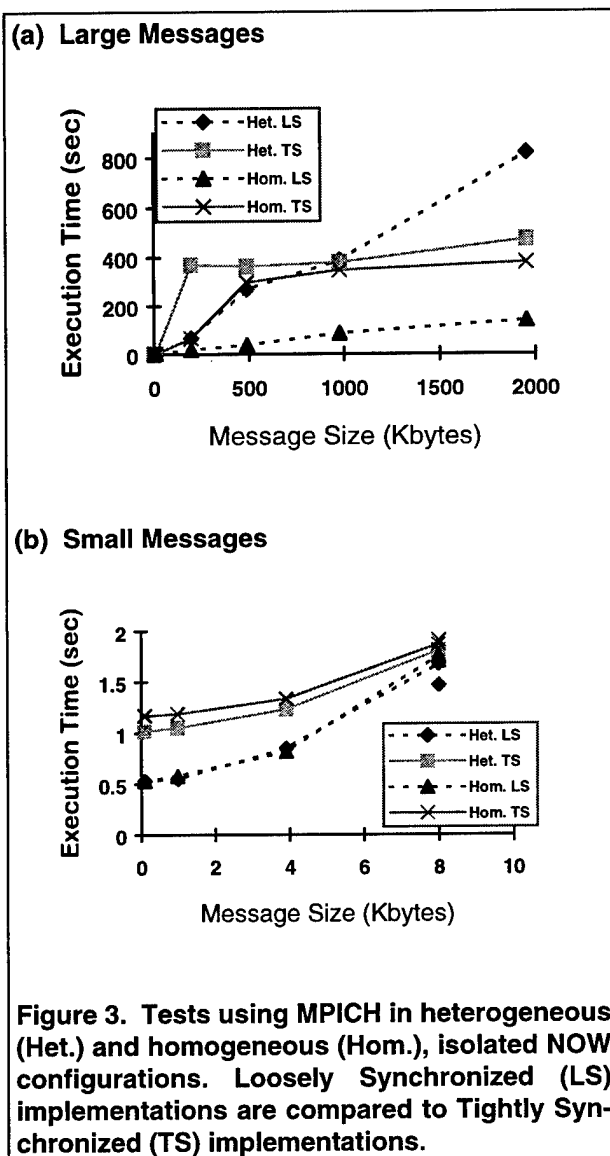 (a) Large Messages
Het. LS
Het. TS
Hom. LS
Hom. TS
Execution Time (sec)
800
600
400
200
0
0 500 1000 1500 2000
Message Size (Kbytes)
(b) Small Messages
Execution Time (sec)
2
1.5
1
0.5
0
Het. LS
Het. TS
Hom. LS
Hom. TS
0 2 4 6 8 10
Message Size (Kbytes)
Figure 3. Tests using MPICH in heterogeneous
(Het.) and homogeneous (Hom.), isolated NOW
configurations. Loosely Synchronized (LS)
implementations are compared to Tightly Syn-
chronized (TS) implementations.